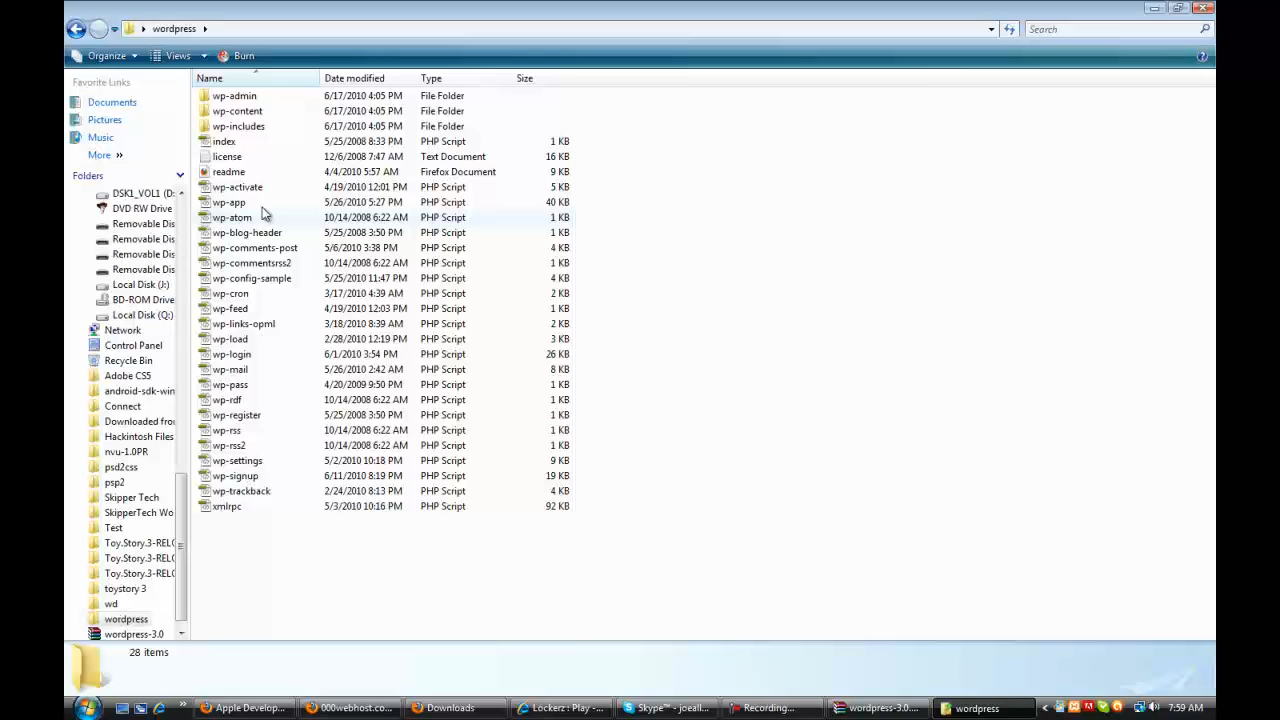 wordpress
Search
Organize Views Burn
Favorite Links
Documents
Pictures
Music
More »
Folders
DSK1_VOL1 (D:
DVD RW Drive
Removable Dis
Removable Dis
Removable Dis
Removable Dis
Local Disk (J:)
BD-ROM Drive
Local Disk (Q:)
Network
Control Panel
Recycle Bin
Adobe CS5
android-sdk-win
Connect
Downloaded fro
Hackintosh Files
nvu-1.0PR
psd2css
psp2
Skipper Tech
SkipperTech Wo
Test
Toy.Story.3-REL
Toy.Story.3-REL
Toy.Story.3-REL
toystory 3
wd
wordpress
wordpress-3.0
Name Date modified Type Size
wp-admin 6/17/2010 4:05 PM File Folder
wp-content 6/17/2010 4:05 PM File Folder
wp-includes 6/17/2010 4:05 PM File Folder
index 5/25/2008 8:33 PM PHP Script 1 KB
license 12/6/2008 7:47 AM Text Document 16 KB
readme 4/4/2010 5:57 AM Firefox Document 9 KB
wp-activate 4/19/2010 12:01 PM PHP Script 5 KB
wp-app 5/26/2010 5:27 PM PHP Script 40 KB
wp-atom 10/14/2008 6:22 AM PHP Script 1 KB
wp-blog-header 5/25/2008 3:50 PM PHP Script 1 KB
wp-comments-post 5/6/2010 3:38 PM PHP Script 4 KB
wp-commentsrss2 10/14/2008 6:22 AM PHP Script 1 KB
wp-config-sample 5/25/2010 11:47 PM PHP Script 4 KB
wp-cron 3/17/2010 4:39 AM PHP Script 2 KB
wp-feed 4/19/2010 12:03 PM PHP Script 1 KB
wp-links-opml 3/18/2010 8:39 AM PHP Script 2 KB
wp-load 2/28/2010 12:19 PM PHP Script 3 KB
wp-login 6/1/2010 3:54 PM PHP Script 26 KB
wp-mail 5/26/2010 2:42 AM PHP Script 8 KB
wp-pass 4/20/2009 9:50 PM PHP Script 1 KB
wp-rdf 10/14/2008 6:22 AM PHP Script 1 KB
wp-register 5/25/2008 3:50 PM PHP Script 1 KB
wp-rss 10/14/2008 6:22 AM PHP Script 1 KB
wp-rss2 10/14/2008 6:22 AM PHP Script 1 KB
wp-settings 5/2/2010 10:18 PM PHP Script 9 KB
wp-signup 6/11/2010 8:19 PM PHP Script 19 KB
wp-trackback 2/24/2010 8:13 PM PHP Script 4 KB
xmlrpc 5/3/2010 10:16 PM PHP Script 92 KB
28 items
Apple Develop... 000webhost.co... Downloads Lockerz : Play -... Skype™ - joeall... Recording... wordpress-3.0.... wordpress 7:59 AM